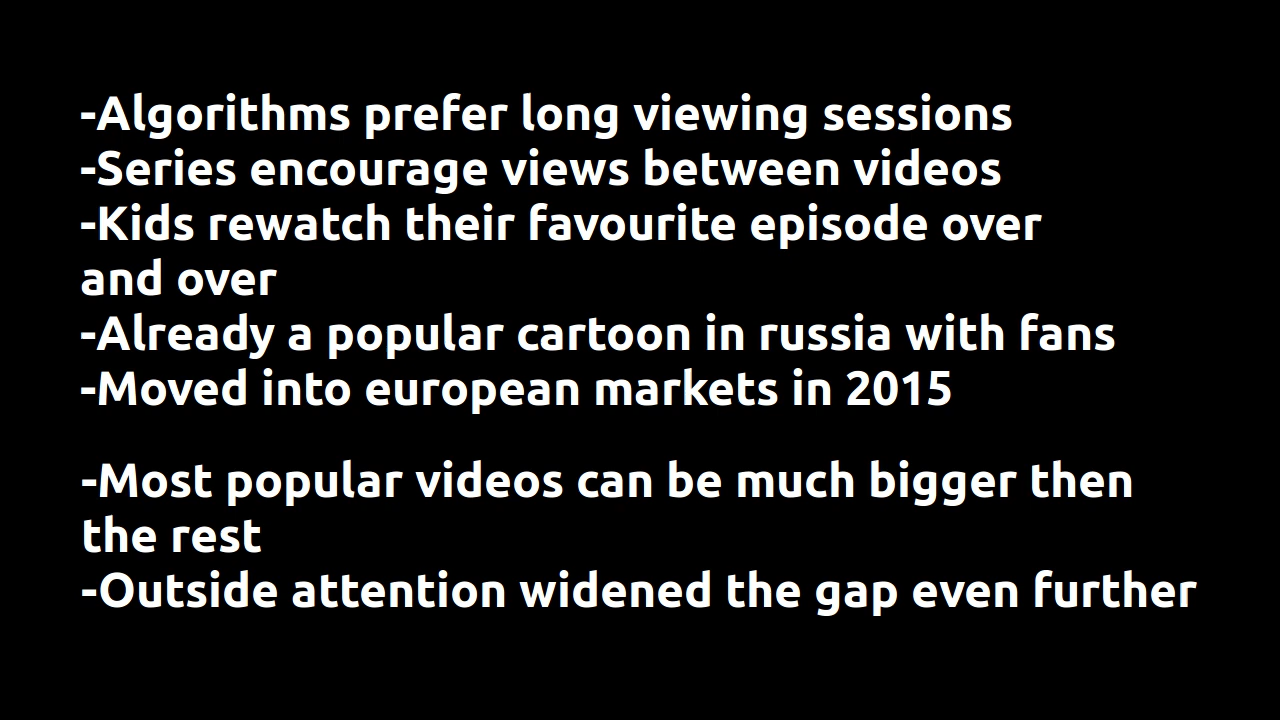 -Algorithms prefer long viewing sessions
-Series encourage views between videos
-Kids rewatch their favourite episode over
and over
-Already a popular cartoon in russia with fans
-Moved into european markets in 2015
-Most popular videos can be much bigger then
the rest
-Outside attention widened the gap even further